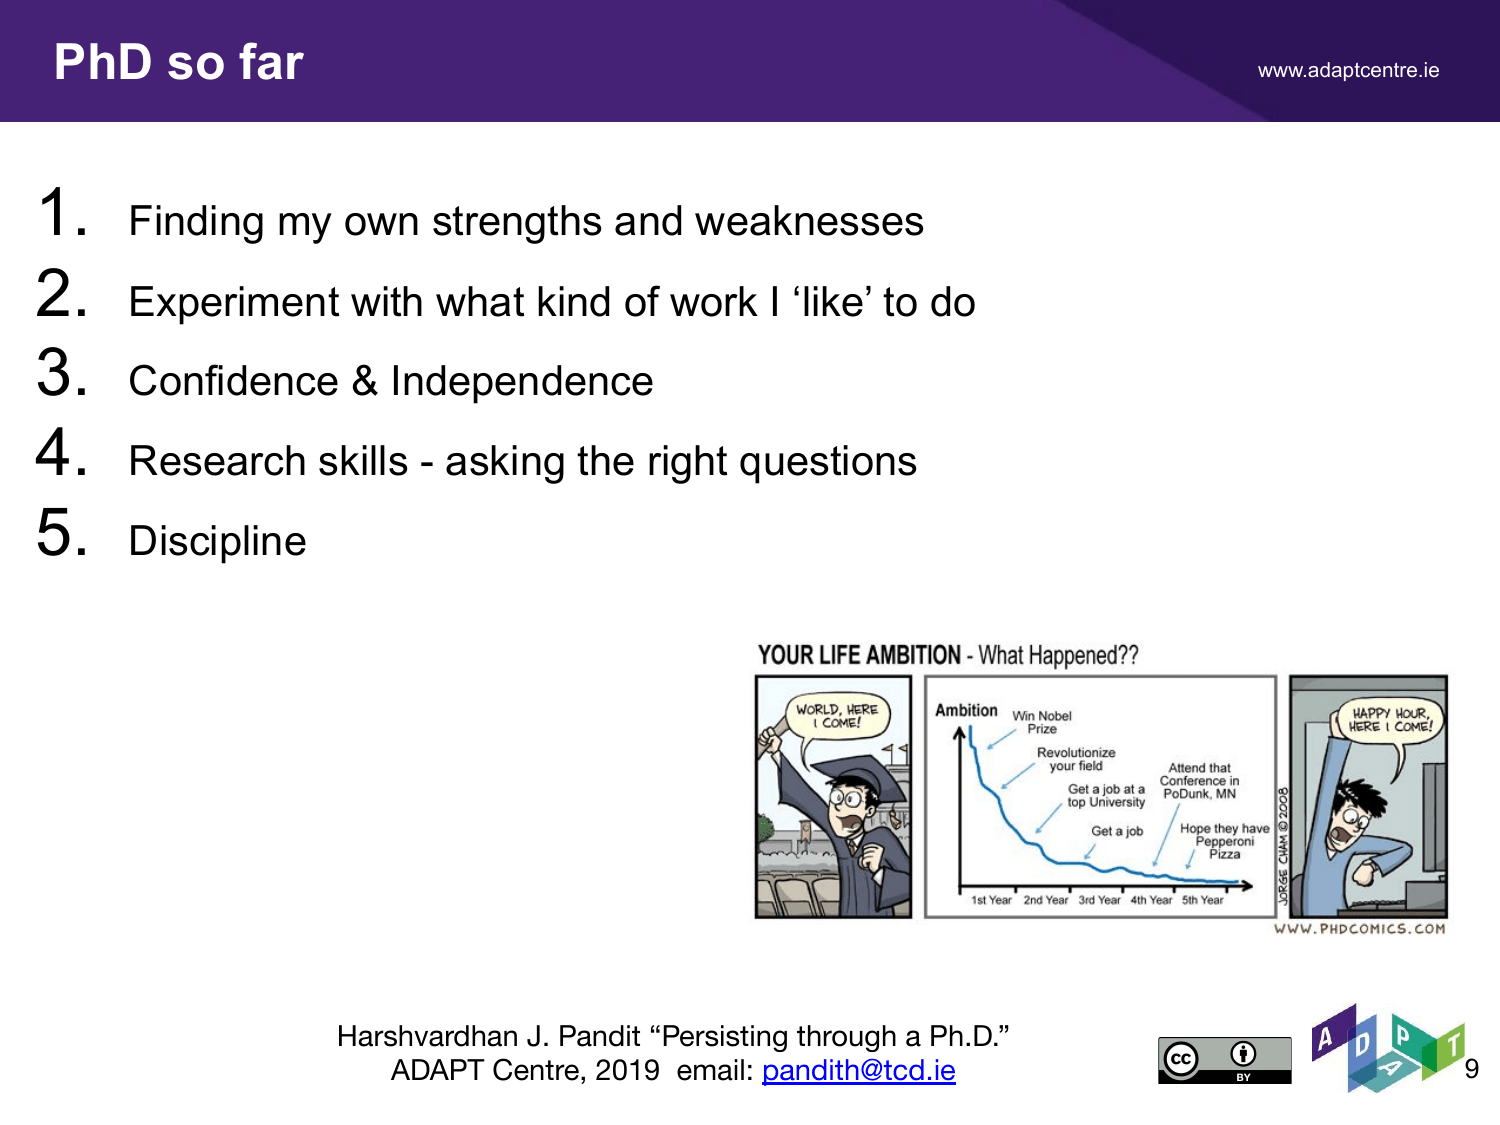 PhD so far
www.adaptcentre.ie
1. Finding my own strengths and weaknesses
2. Experiment with what kind of work I ‘like’ to do
3. Confidence & Independence
4. Research skills - asking the right questions
5. Discipline
YOUR LIFE AMBITION - What Happened??
WORLD, HERE
I COME!
Ambition
Win Nobel
Prize
Revolutionize
your field
Get a job at a
top University
Get a job
Attend that
Conference in
PoDunk, MN
Hope they have
Pepperoni
Pizza
1st Year 2nd Year 3rd Year 4th Year 5th Year
JORGE CHAM © 2008
HAPPY HOUR,
HERE I COME!
WWW.PHDCOMICS.COM
Harshvardhan J. Pandit “Persisting through a Ph.D.”
ADAPT Centre, 2019 email: pandith@tcd.ie
cc BY
ADAPT
9